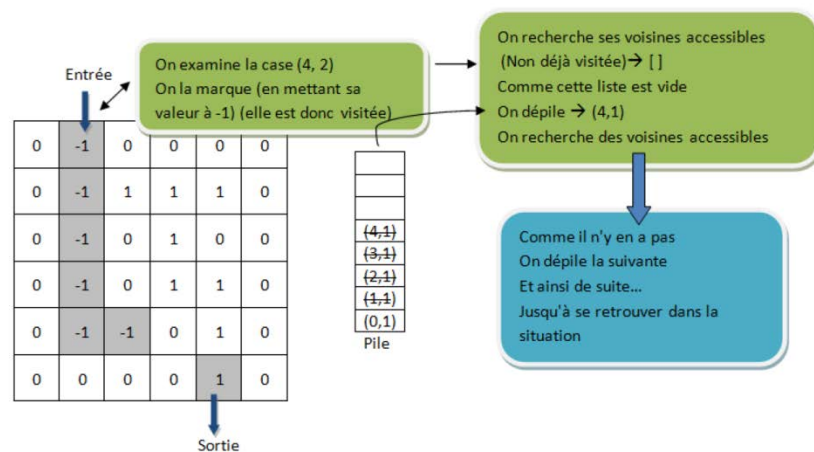 On examine la case (4, 2)
On la marque (en mettant sa
valeur à -1) (elle est donc visitée)
On recherche ses voisines accessibles
(Non déjà visitée)→ [ ]
Comme cette liste est vide
On dépile → (4,1)
On recherche des voisines accessibles
Entrée
0 -1 0 0 0 0
0 -1 1 1 1 0
0 -1 0 1 0 0
0 -1 0 1 1 0
0 -1 -1 0 1 0
0 0 0 0 1 0
Sortie
(4,1)
(3,1)
(2,1)
(1,1)
(0,1)
Pile
Comme il n'y en a pas
On dépile la suivante
Et ainsi de suite...
Jusqu'à se retrouver dans la
situation